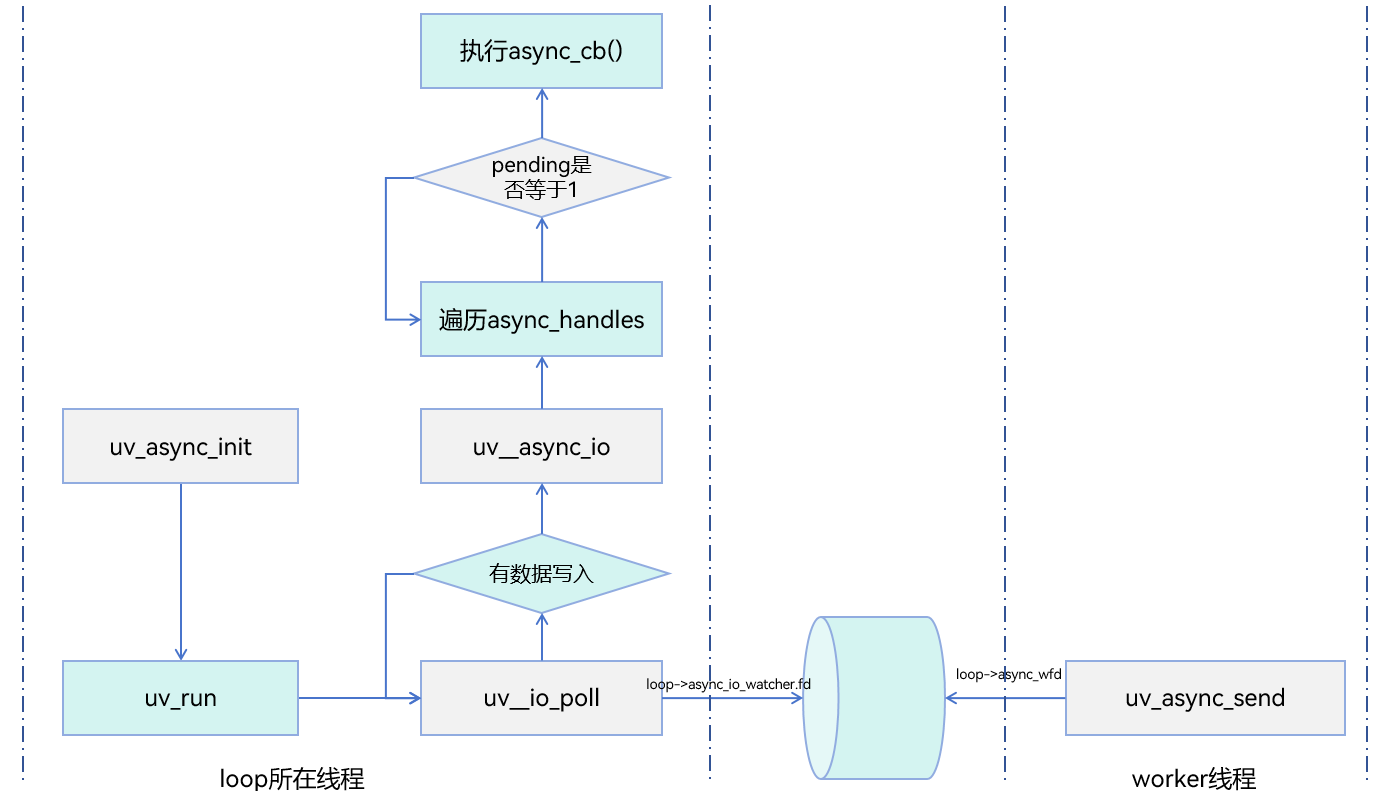 执行async_cb()
pending是
否等于1
遍历async_handles
uv_async_init
uv__async_io
有数据写入
uv_run
uv__io_poll
loop->async_io_watcher.fd
loop->async_wfd
uv_async_send
loop所在线程
worker线程